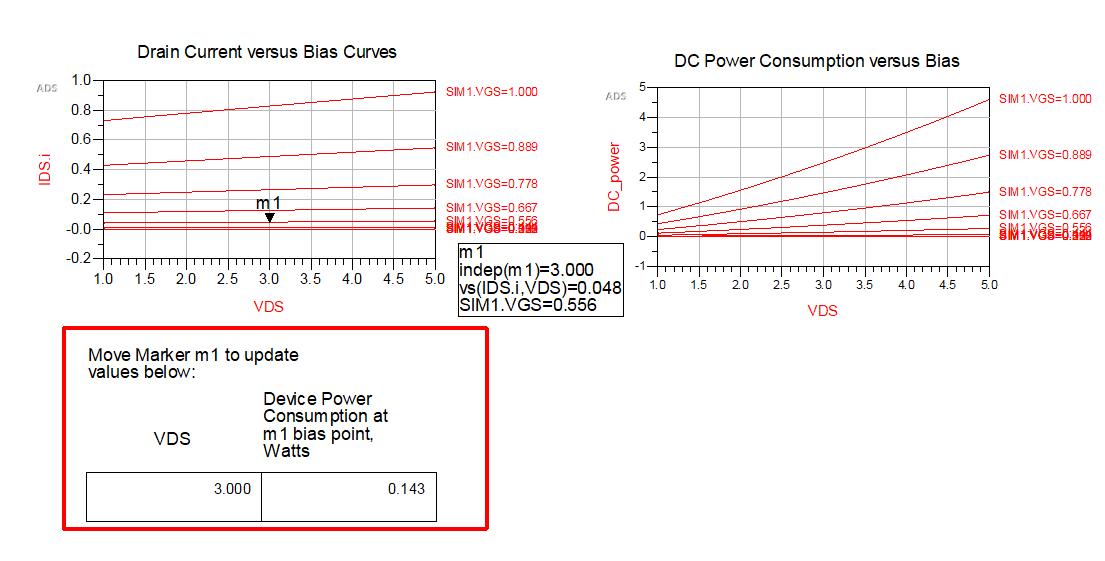 Drain Current versus Bias Curves
ADS
1.0
0.8
0.6
0.4
0.2
-0.0
-0.2
IDS.i
m1
1.0 1.5 2.0 2.5 3.0 3.5 4.0 4.5 5.0
VDS
SIM1.VGS=1.000
SIM1.VGS=0.889
SIM1.VGS=0.778
SIM1.VGS=0.667
SIM1.VGS=0.556
m1
indep(m1)=3.000
vs(IDS.i,VDS)=0.048
SIM1.VGS=0.556
DC Power Consumption versus Bias
ADS
5
4
3
2
1
0
-1
DC_power
1.0 1.5 2.0 2.5 3.0 3.5 4.0 4.5 5.0
VDS
SIM1.VGS=1.000
SIM1.VGS=0.889
SIM1.VGS=0.778
SIM1.VGS=0.667
SIM1.VGS=0.556
Move Marker m1 to update
values below:
VDS
Device Power
Consumption at
m1 bias point,
Watts
3.000 0.143